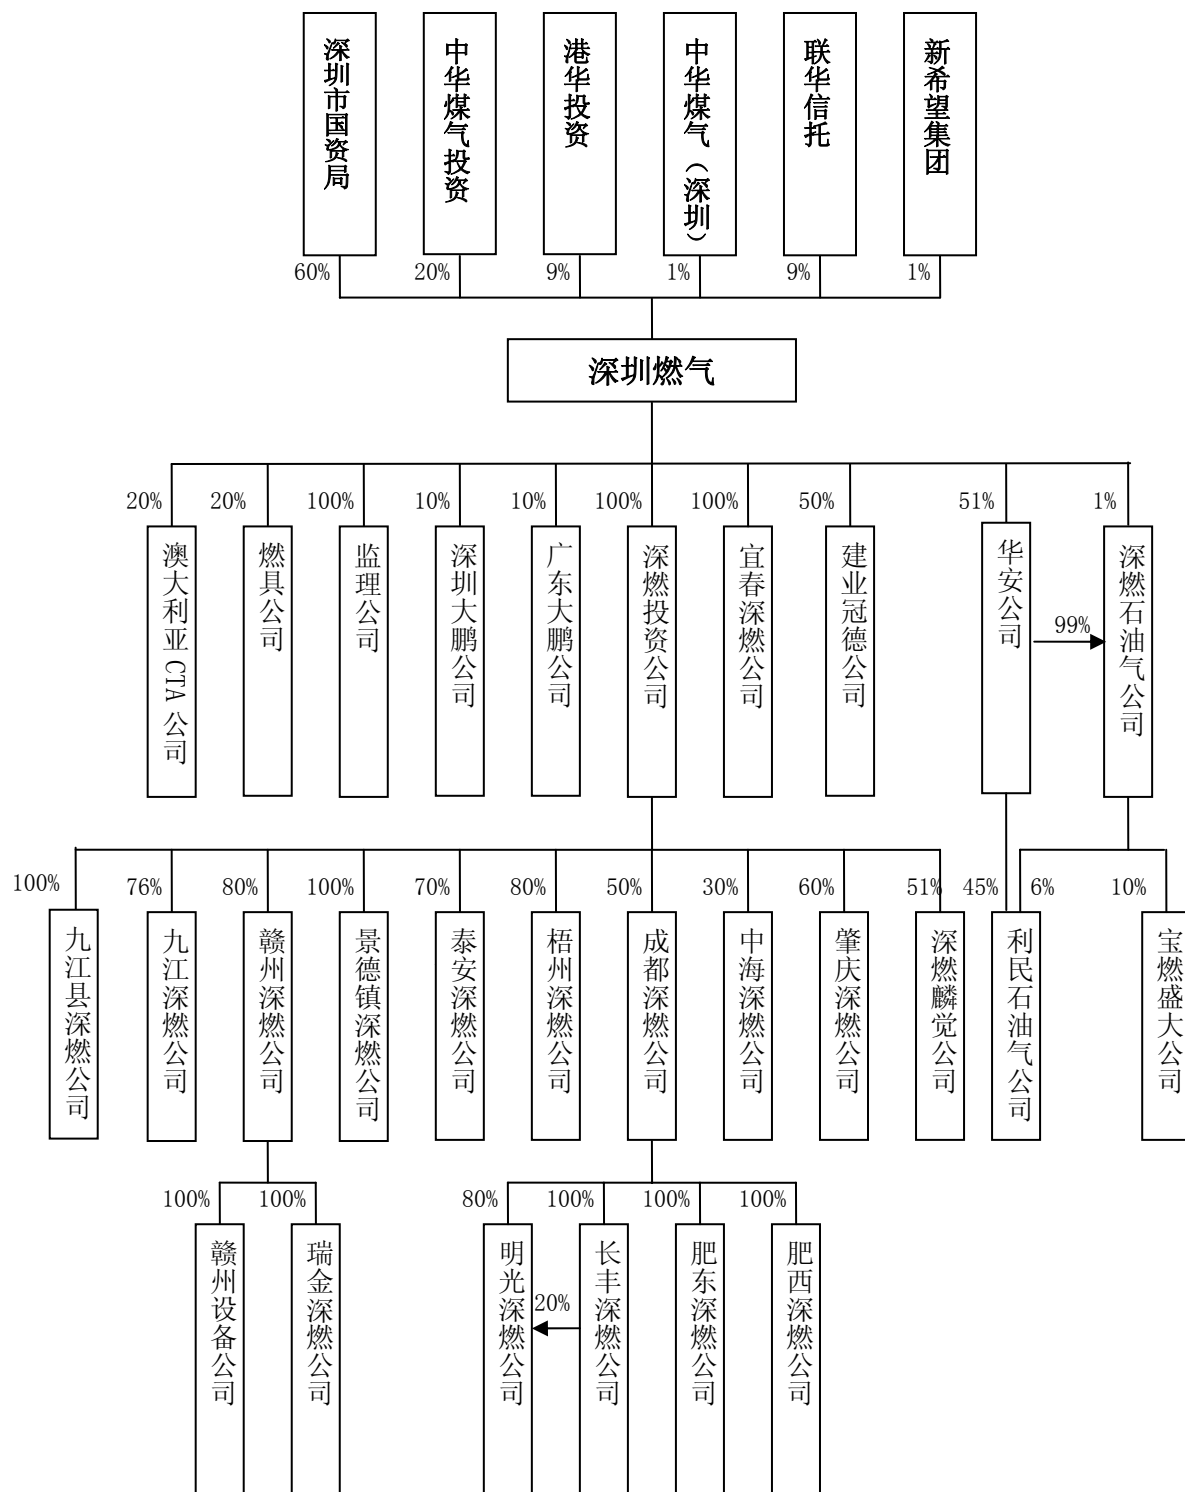 深圳市国资局
中华煤气投资
港华投资
中华煤气（深圳）
联华信托
新希望集团
60%
20%
9%
1%
9%
1%
深圳燃气
20%
20%
100%
10%
10%
100%
100%
50%
51%
1%
澳大利亚CTA公司
燃具公司
监理公司
深圳大鹏公司
广东大鹏公司
深燃投资公司
宜春深燃公司
建业冠德公司
华安公司
99%
深燃石油气公司
100%
76%
80%
100%
70%
80%
50%
30%
60%
51%
45%
6%
10%
九江县深燃公司
九江深燃公司
赣州深燃公司
景德镇深燃公司
泰安深燃公司
梧州深燃公司
成都深燃公司
中海深燃公司
肇庆深燃公司
深燃麟觉公司
利民石油气公司
宝燃盛大公司
100%
100%
80%
100%
100%
100%
赣州设备公司
瑞金深燃公司
明光深燃公司
20%
长丰深燃公司
肥东深燃公司
肥西深燃公司